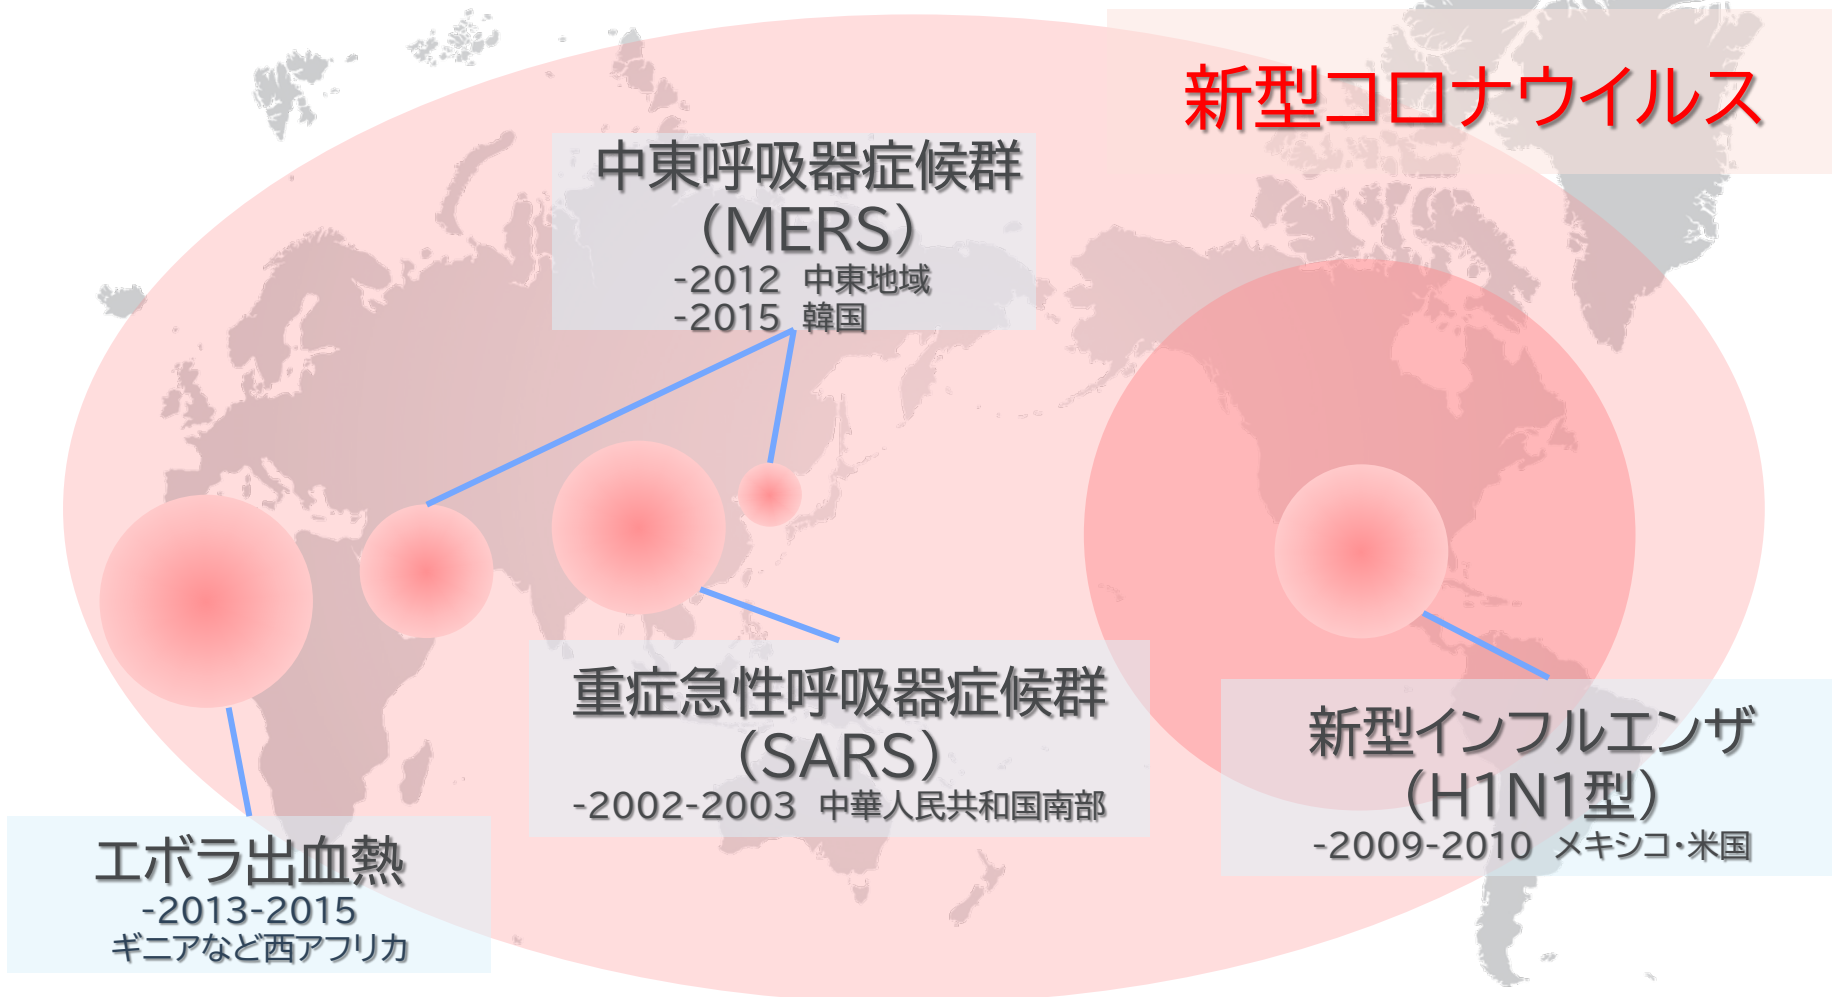 新型コロナウイルス
中東呼吸器症候群
（MERS）
-2012 中東地域
-2015 韓国
重症急性呼吸器症候群
（SARS）
-2002-2003 中華人民共和国南部
新型インフルエンザ
（H1N1型）
-2009-2010 メキシコ・米国
エボラ出血熱
-2013-2015
ギニアなど西アフリカ